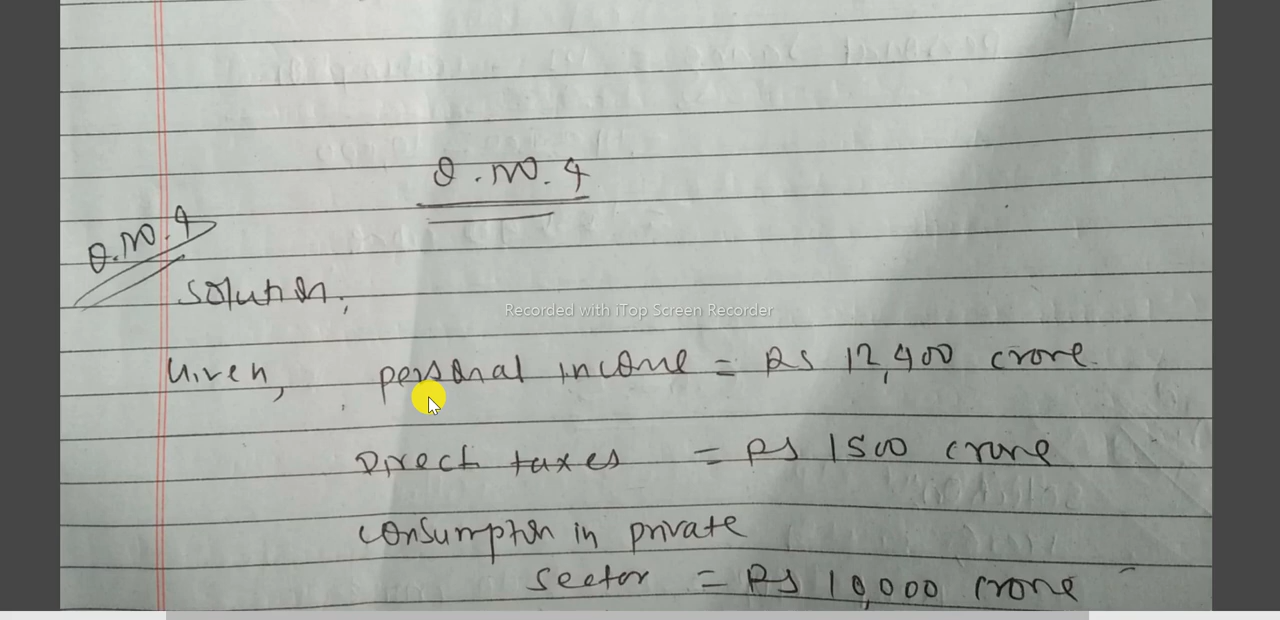 Q.NO.4
Q.NO.4
Solution,
Recorded with iTop Screen Recorder
Given, personal income = Rs 12,400 crore.
Direct taxes = Rs 1500 crore
Consumption in private
sector = Rs 10,000 crore